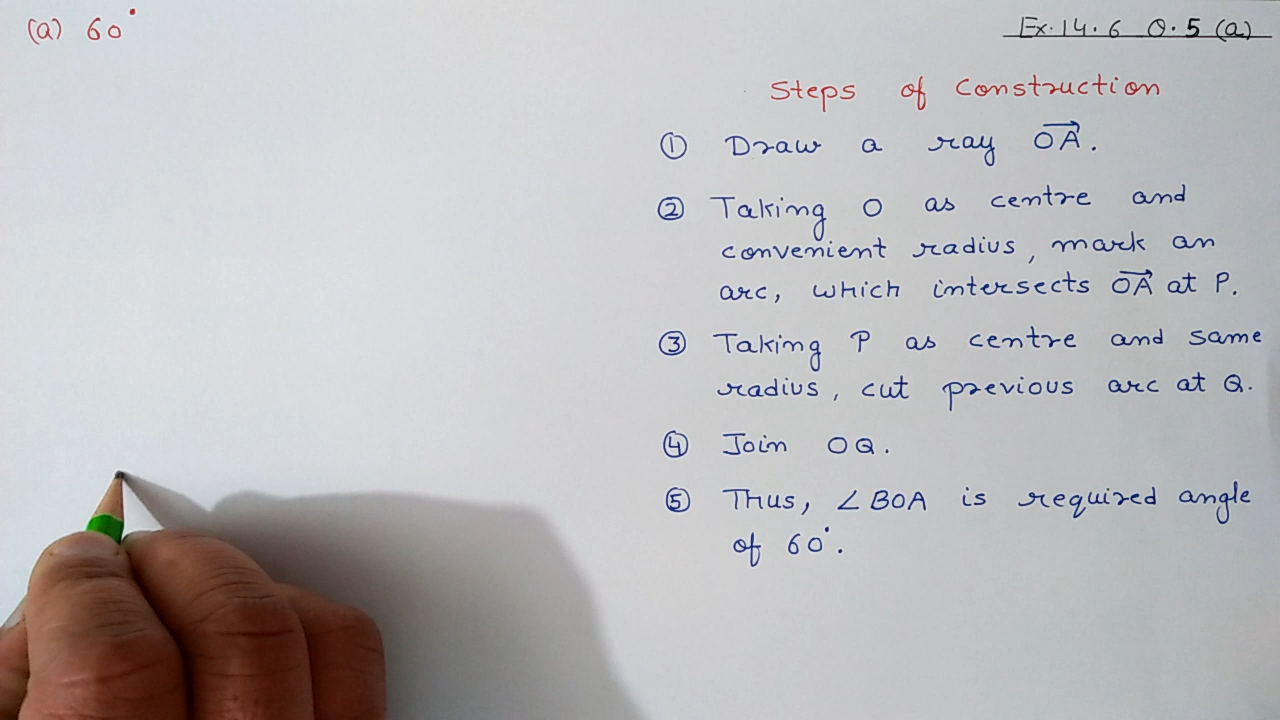 (a) 60°
Ex.14.6 Q.5 (a)
Steps of Construction
① Draw a ray OA→.
② Taking O as centre and
convenient radius, mark an
arc, which intersects OA→ at P.
③ Taking P as centre and same
radius, cut previous arc at Q.
④ Join OQ.
⑤ Thus, ∠BOA is required angle
of 60°.